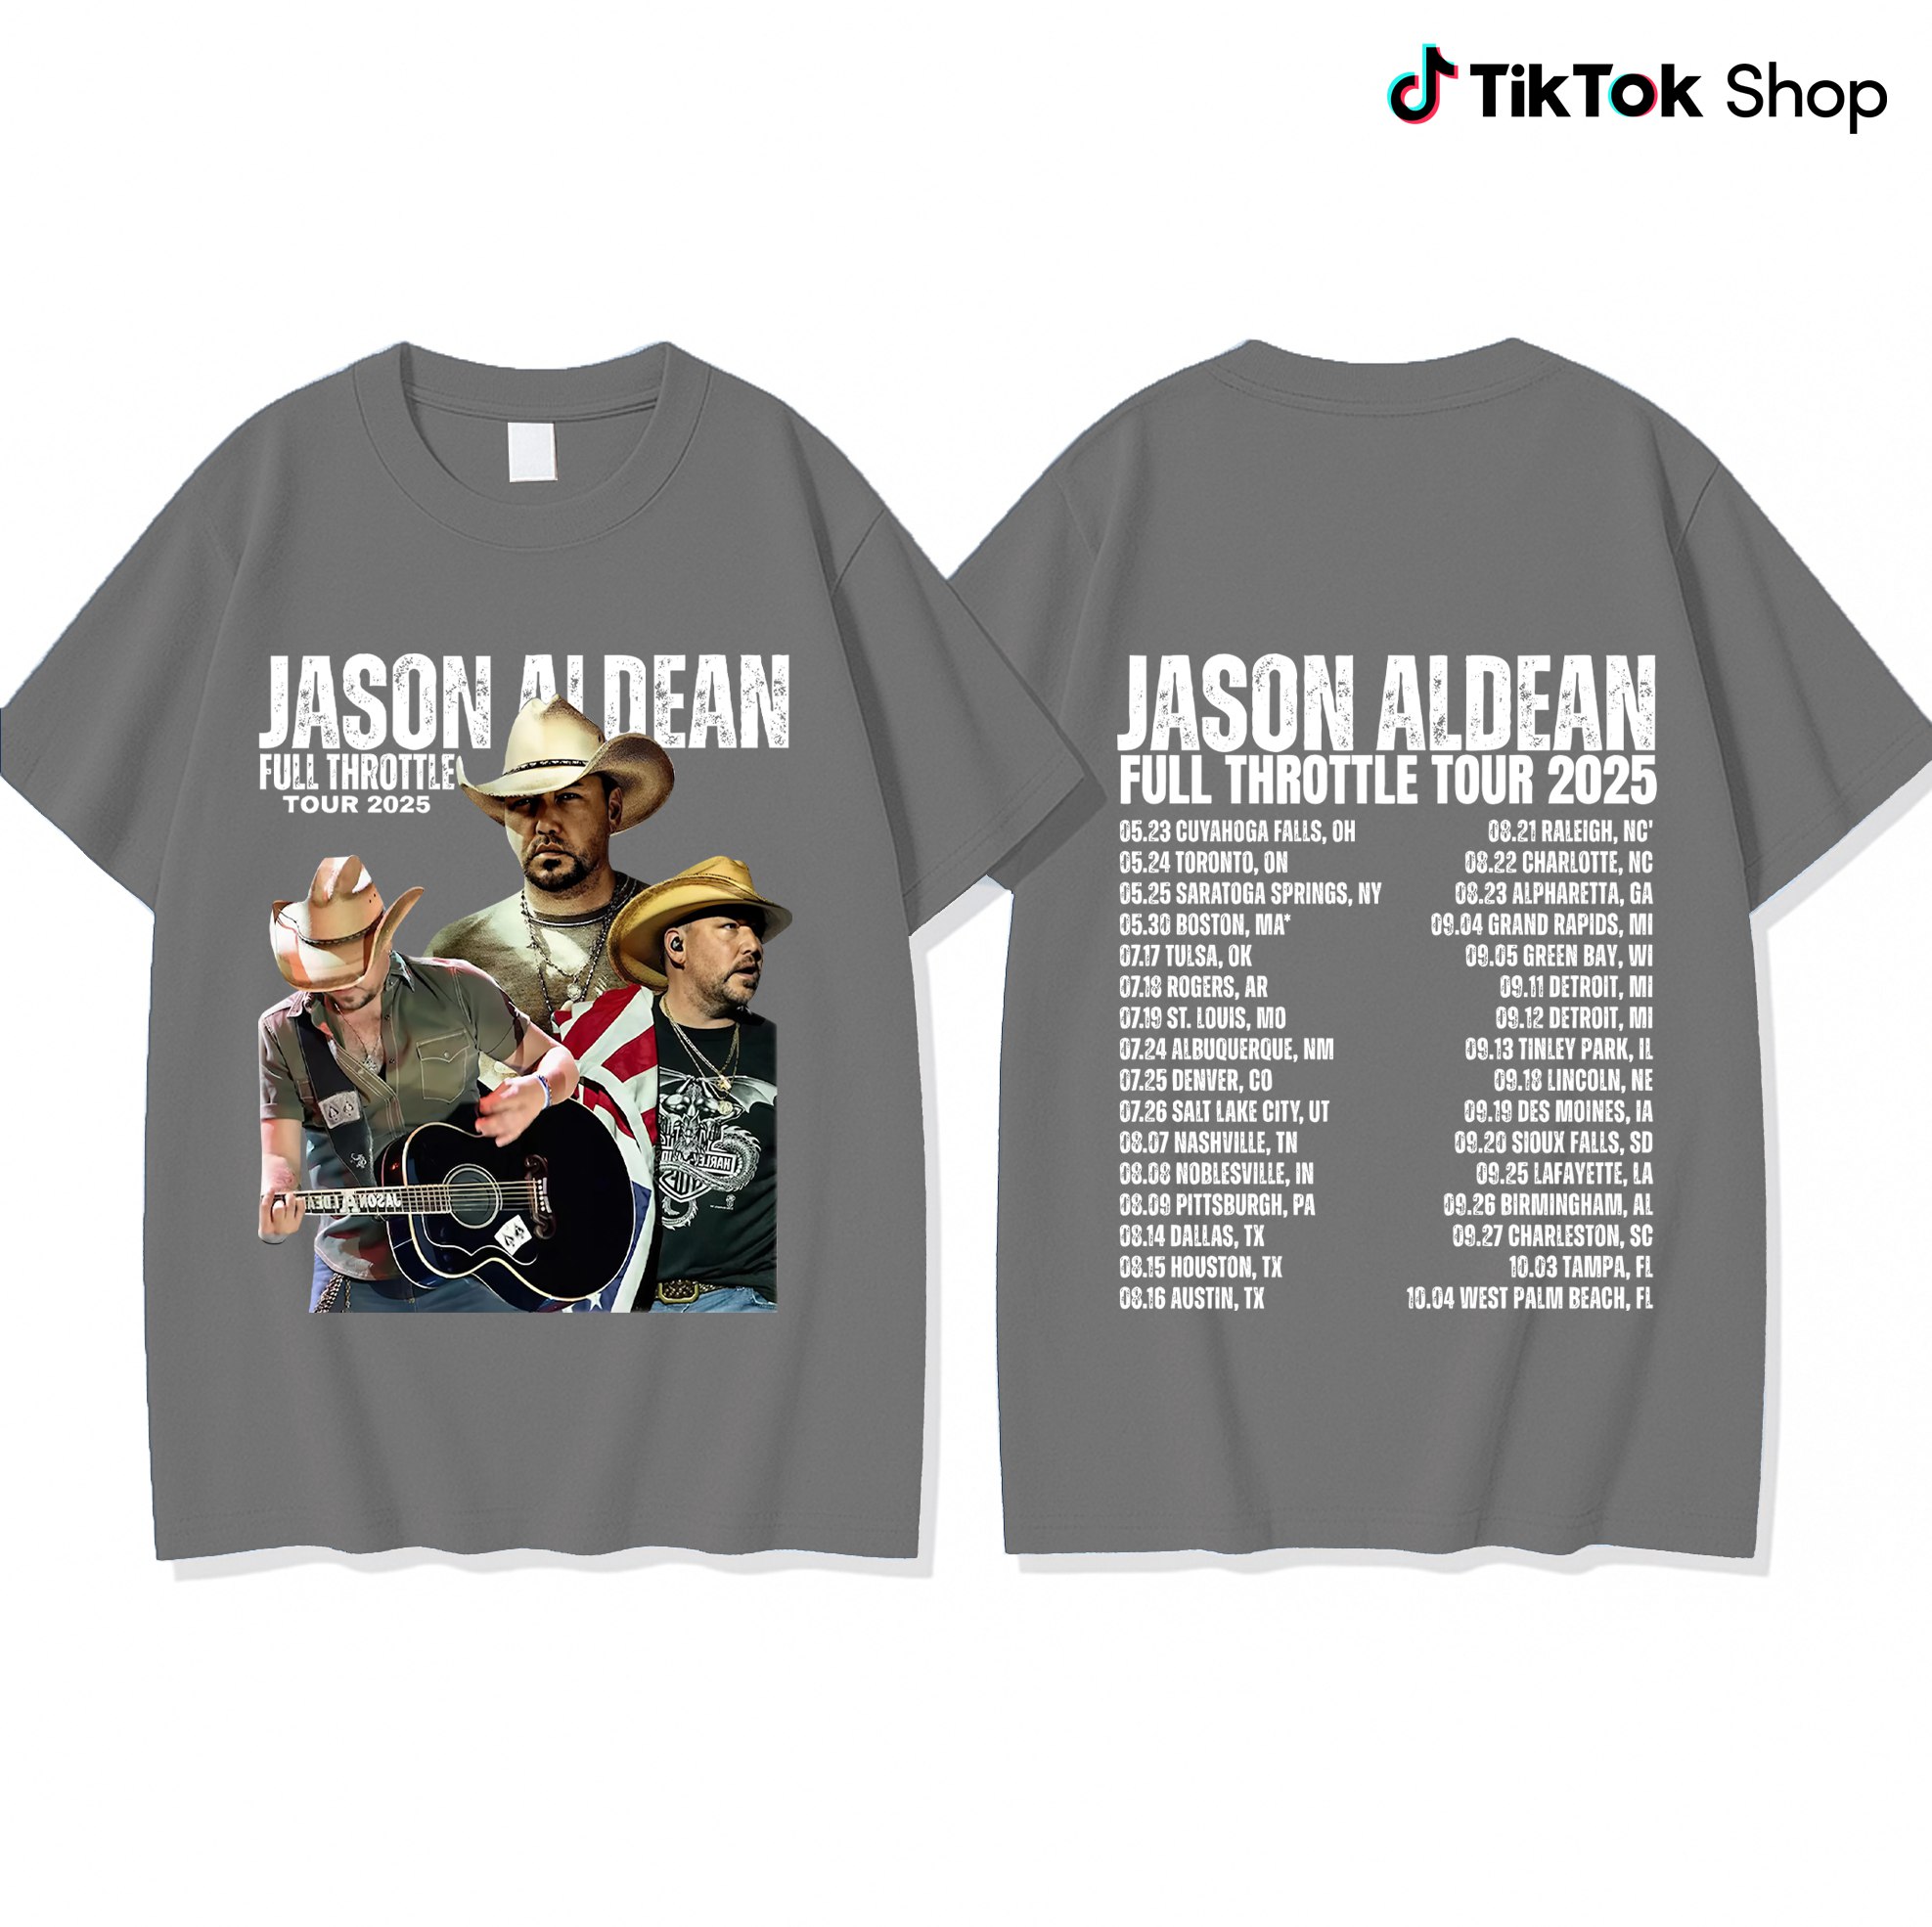 TikTok Shop
JASON ALDEAN
FULL THROTTLE
TOUR 2025
JASON ALDEAN
FULL THROTTLE TOUR 2025
05.23 CUYAHOGA FALLS, OH
05.24 TORONTO, ON
05.25 SARATOGA SPRINGS, NY
05.30 BOSTON, MA*
07.17 TULSA, OK
07.18 ROGERS, AR
07.19 ST. LOUIS, MO
07.24 ALBUQUERQUE, NM
07.25 DENVER, CO
07.26 SALT LAKE CITY, UT
08.07 NASHVILLE, TN
08.08 NOBLESVILLE, IN
08.09 PITTSBURGH, PA
08.14 DALLAS, TX
08.15 HOUSTON, TX
08.16 AUSTIN, TX
08.21 RALEIGH, NC'
08.22 CHARLOTTE, NC
08.23 ALPHARETTA, GA
09.04 GRAND RAPIDS, MI
09.05 GREEN BAY, WI
09.11 DETROIT, MI
09.12 DETROIT, MI
09.13 TINLEY PARK, IL
09.18 LINCOLN, NE
09.19 DES MOINES, IA
09.20 SIOUX FALLS, SD
09.25 LAFAYETTE, LA
09.26 BIRMINGHAM, AL
09.27 CHARLESTON, SC
10.03 TAMPA, FL
10.04 WEST PALM BEACH, FL